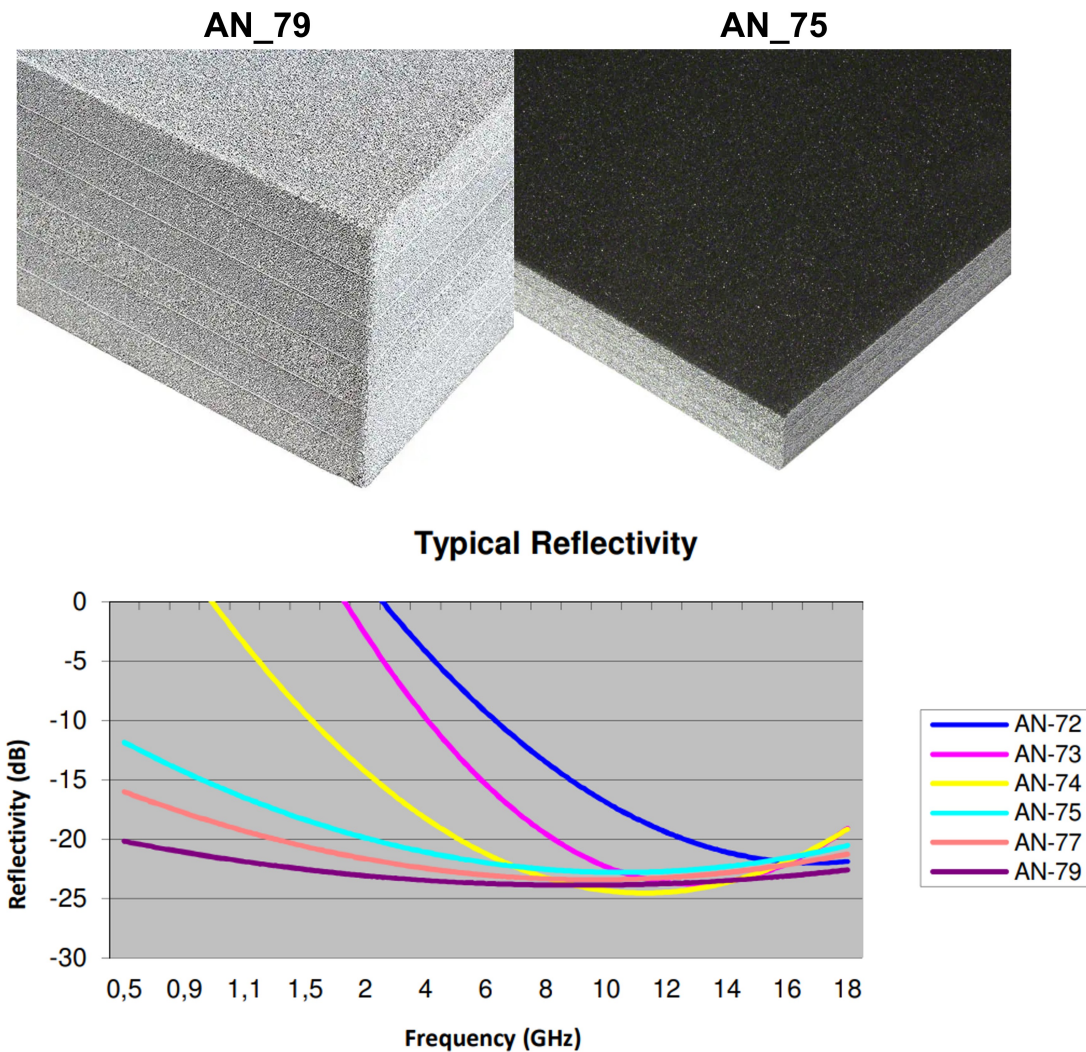 AN_79 AN_75
Typical Reflectivity
0
-5
-10
-15
-20
-25
-30
Reflectivity (dB)
0,5 0,9 1,1 1,5 2 4 6 8 10 12 14 16 18
Frequency (GHz)
AN-72
AN-73
AN-74
AN-75
AN-77
AN-79